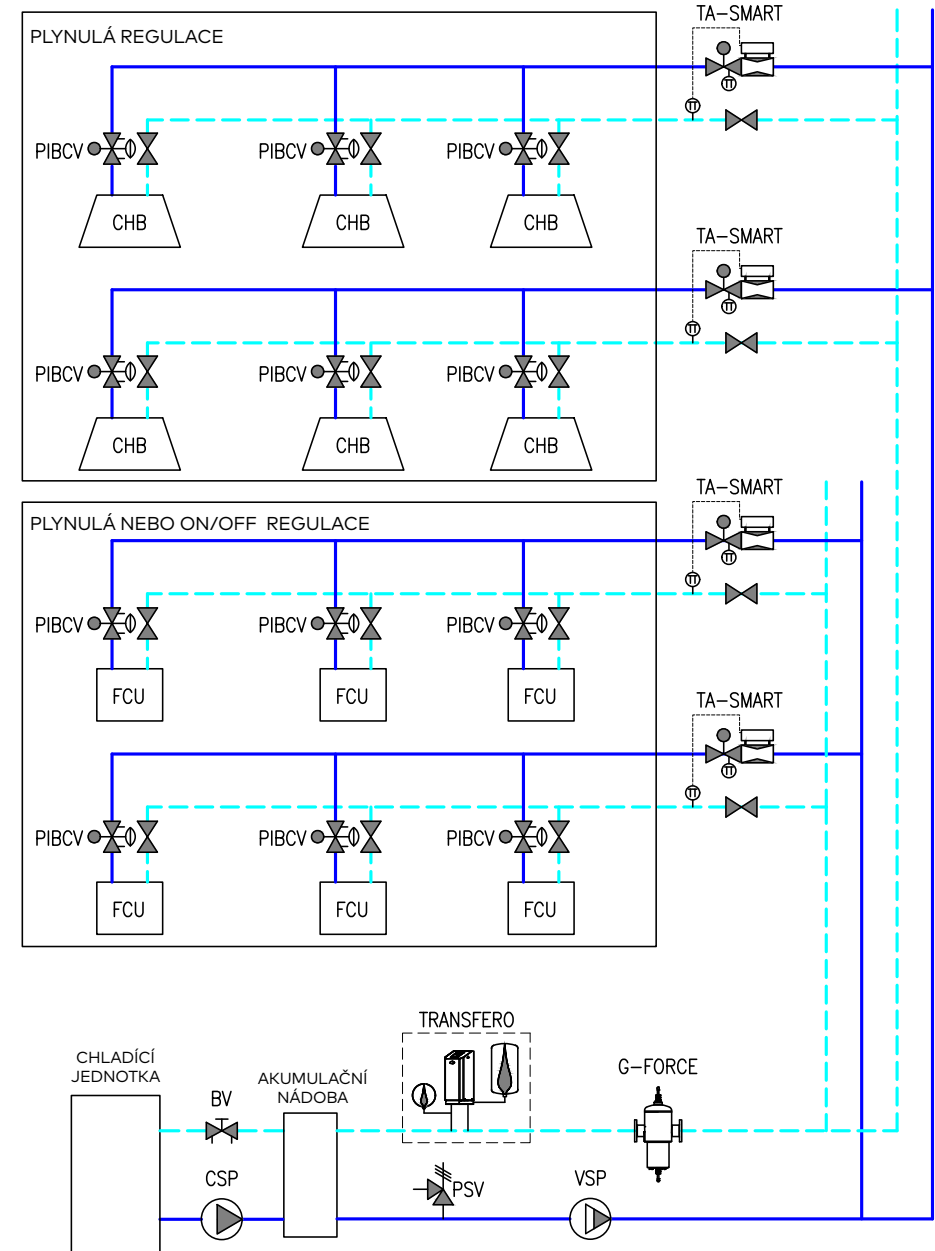 TA-SMART
PLYNULÁ REGULACE
PIBCV PIBCV PIBCV
CHB CHB CHB
TA-SMART
PIBCV PIBCV PIBCV
CHB CHB CHB
TA-SMART
PLYNULÁ NEBO ON/OFF REGULACE
PIBCV PIBCV PIBCV
FCU FCU FCU
TA-SMART
PIBCV PIBCV PIBCV
FCU FCU FCU
TRANSFERO
CHLADÍCÍ
JEDNOTKA
AKUMULAČNÍ
NÁDOBA
G-FORCE
BV
CSP
PSV
VSP